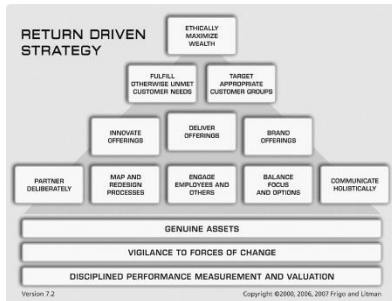 RETURN DRIVEN
STRATEGY
ETHICALLY
MAXIMIZE
WEALTH
FULFILL
OTHERWISE UNMET
CUSTOMER NEEDS
TARGET
APPROPRIATE
CUSTOMER GROUPS
INNOVATE
OFFERINGS
DELIVER
OFFERINGS
BRAND
OFFERINGS
PARTNER
DELIBERATELY
MAP AND
REDESIGN
PROCESSES
ENGAGE
EMPLOYEES AND
OTHERS
BALANCE
FOCUS
AND OPTIONS
COMMUNICATE
HOLISTICALLY
GENUINE ASSETS
VIGILANCE TO FORCES OF CHANGE
DISCIPLINED PERFORMANCE MEASUREMENT AND VALUATION
Version 7.2
Copyright ©2000, 2006, 2007 Frigo and Litman